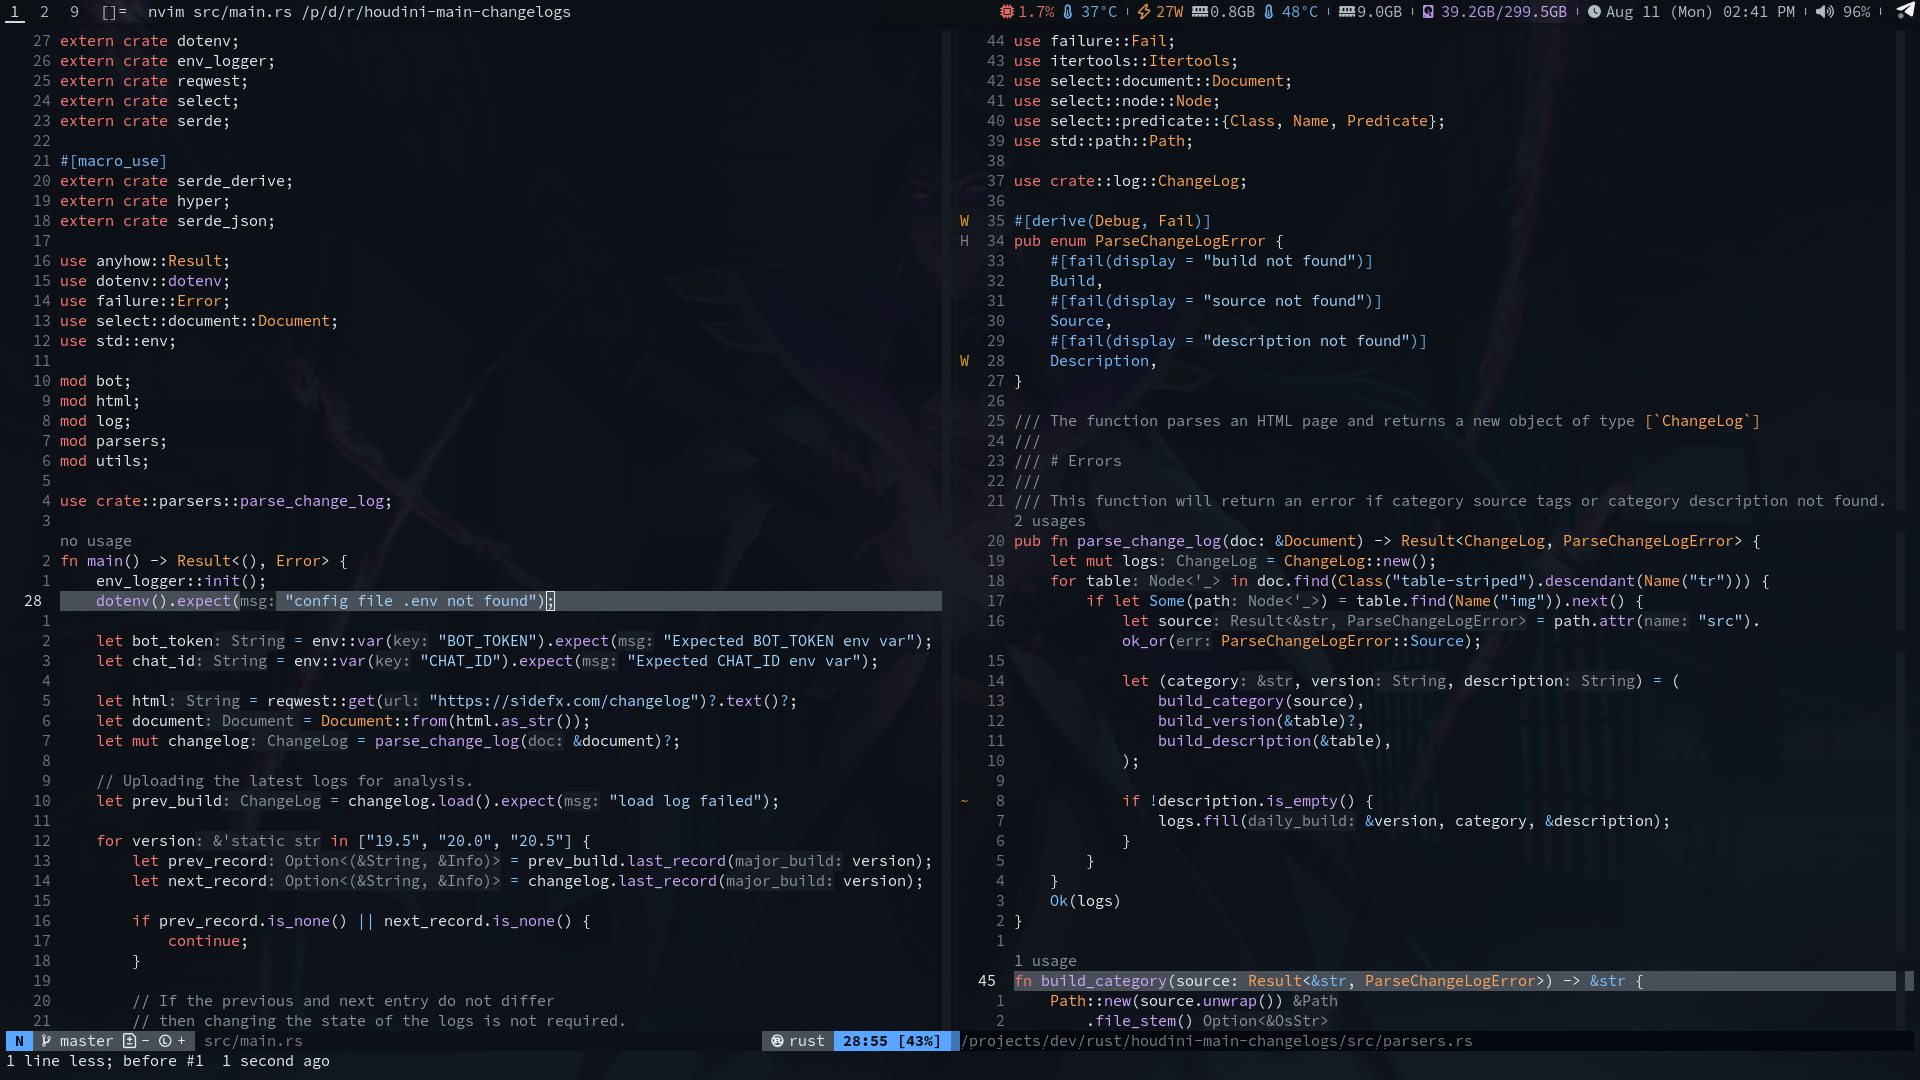 1 2 9 []= nvim src/main.rs /p/d/r/houdini-main-changelogs 1.7% 37°C 27W 0.8GB 48°C 9.0GB 39.2GB/299.5GB Aug 11 (Mon) 02:41 PM 96%
27 extern crate dotenv;
26 extern crate env_logger;
25 extern crate reqwest;
24 extern crate select;
23 extern crate serde;
22
21 #[macro_use]
20 extern crate serde_derive;
19 extern crate hyper;
18 extern crate serde_json;
17
16 use anyhow::Result;
15 use dotenv::dotenv;
14 use failure::Error;
13 use select::document::Document;
12 use std::env;
11
10 mod bot;
9 mod html;
8 mod log;
7 mod parsers;
6 mod utils;
5
4 use crate::parsers::parse_change_log;
3
no usage
2 fn main() -> Result<(), Error> {
1 env_logger::init();
28 dotenv().expect(msg: "config file .env not found");
1
2 let bot_token: String = env::var(key: "BOT_TOKEN").expect(msg: "Expected BOT_TOKEN env var");
3 let chat_id: String = env::var(key: "CHAT_ID").expect(msg: "Expected CHAT_ID env var");
4
5 let html: String = reqwest::get(url: "https://sidefx.com/changelog")?.text()?;
6 let document: Document = Document::from(html.as_str());
7 let mut changelog: ChangeLog = parse_change_log(doc: &document)?;
8
9 // Uploading the latest logs for analysis.
10 let prev_build: ChangeLog = changelog.load().expect(msg: "load log failed");
11
12 for version: &'static str in ["19.5", "20.0", "20.5"] {
13 let prev_record: Option<(&String, &Info)> = prev_build.last_record(major_build: version);
14 let next_record: Option<(&String, &Info)> = changelog.last_record(major_build: version);
15
16 if prev_record.is_none() || next_record.is_none() {
17 continue;
18 }
19
20 // If the previous and next entry do not differ
21 // then changing the state of the logs is not required.
N master - + src/main.rs rust 28:55 [43%]
1 line less; before #1 1 second ago
44 use failure::Fail;
43 use itertools::Itertools;
42 use select::document::Document;
41 use select::node::Node;
40 use select::predicate::{Class, Name, Predicate};
39 use std::path::Path;
38
37 use crate::log::ChangeLog;
36
W 35 #[derive(Debug, Fail)]
H 34 pub enum ParseChangeLogError {
33 #[fail(display = "build not found")]
32 Build,
31 #[fail(display = "source not found")]
30 Source,
29 #[fail(display = "description not found")]
W 28 Description,
27 }
26
25 /// The function parses an HTML page and returns a new object of type [`ChangeLog`]
24 ///
23 /// # Errors
22 ///
21 /// This function will return an error if category source tags or category description not found.
2 usages
20 pub fn parse_change_log(doc: &Document) -> Result<ChangeLog, ParseChangeLogError> {
19 let mut logs: ChangeLog = ChangeLog::new();
18 for table: Node<'_> in doc.find(Class("table-striped").descendant(Name("tr"))) {
17 if let Some(path: Node<'_>) = table.find(Name("img")).next() {
16 let source: Result<&str, ParseChangeLogError> = path.attr(name: "src").
ok_or(err: ParseChangeLogError::Source);
15
14 let (category: &str, version: String, description: String) = (
13 build_category(source),
12 build_version(&table)?,
11 build_description(&table),
10 );
9
~ 8 if !description.is_empty() {
7 logs.fill(daily_build: &version, category, &description);
6 }
5 }
4 }
3 Ok(logs)
2 }
1
1 usage
45 fn build_category(source: Result<&str, ParseChangeLogError>) -> &str {
1 Path::new(source.unwrap()) &Path
2 .file_stem() Option<&OsStr>
/projects/dev/rust/houdini-main-changelogs/src/parsers.rs